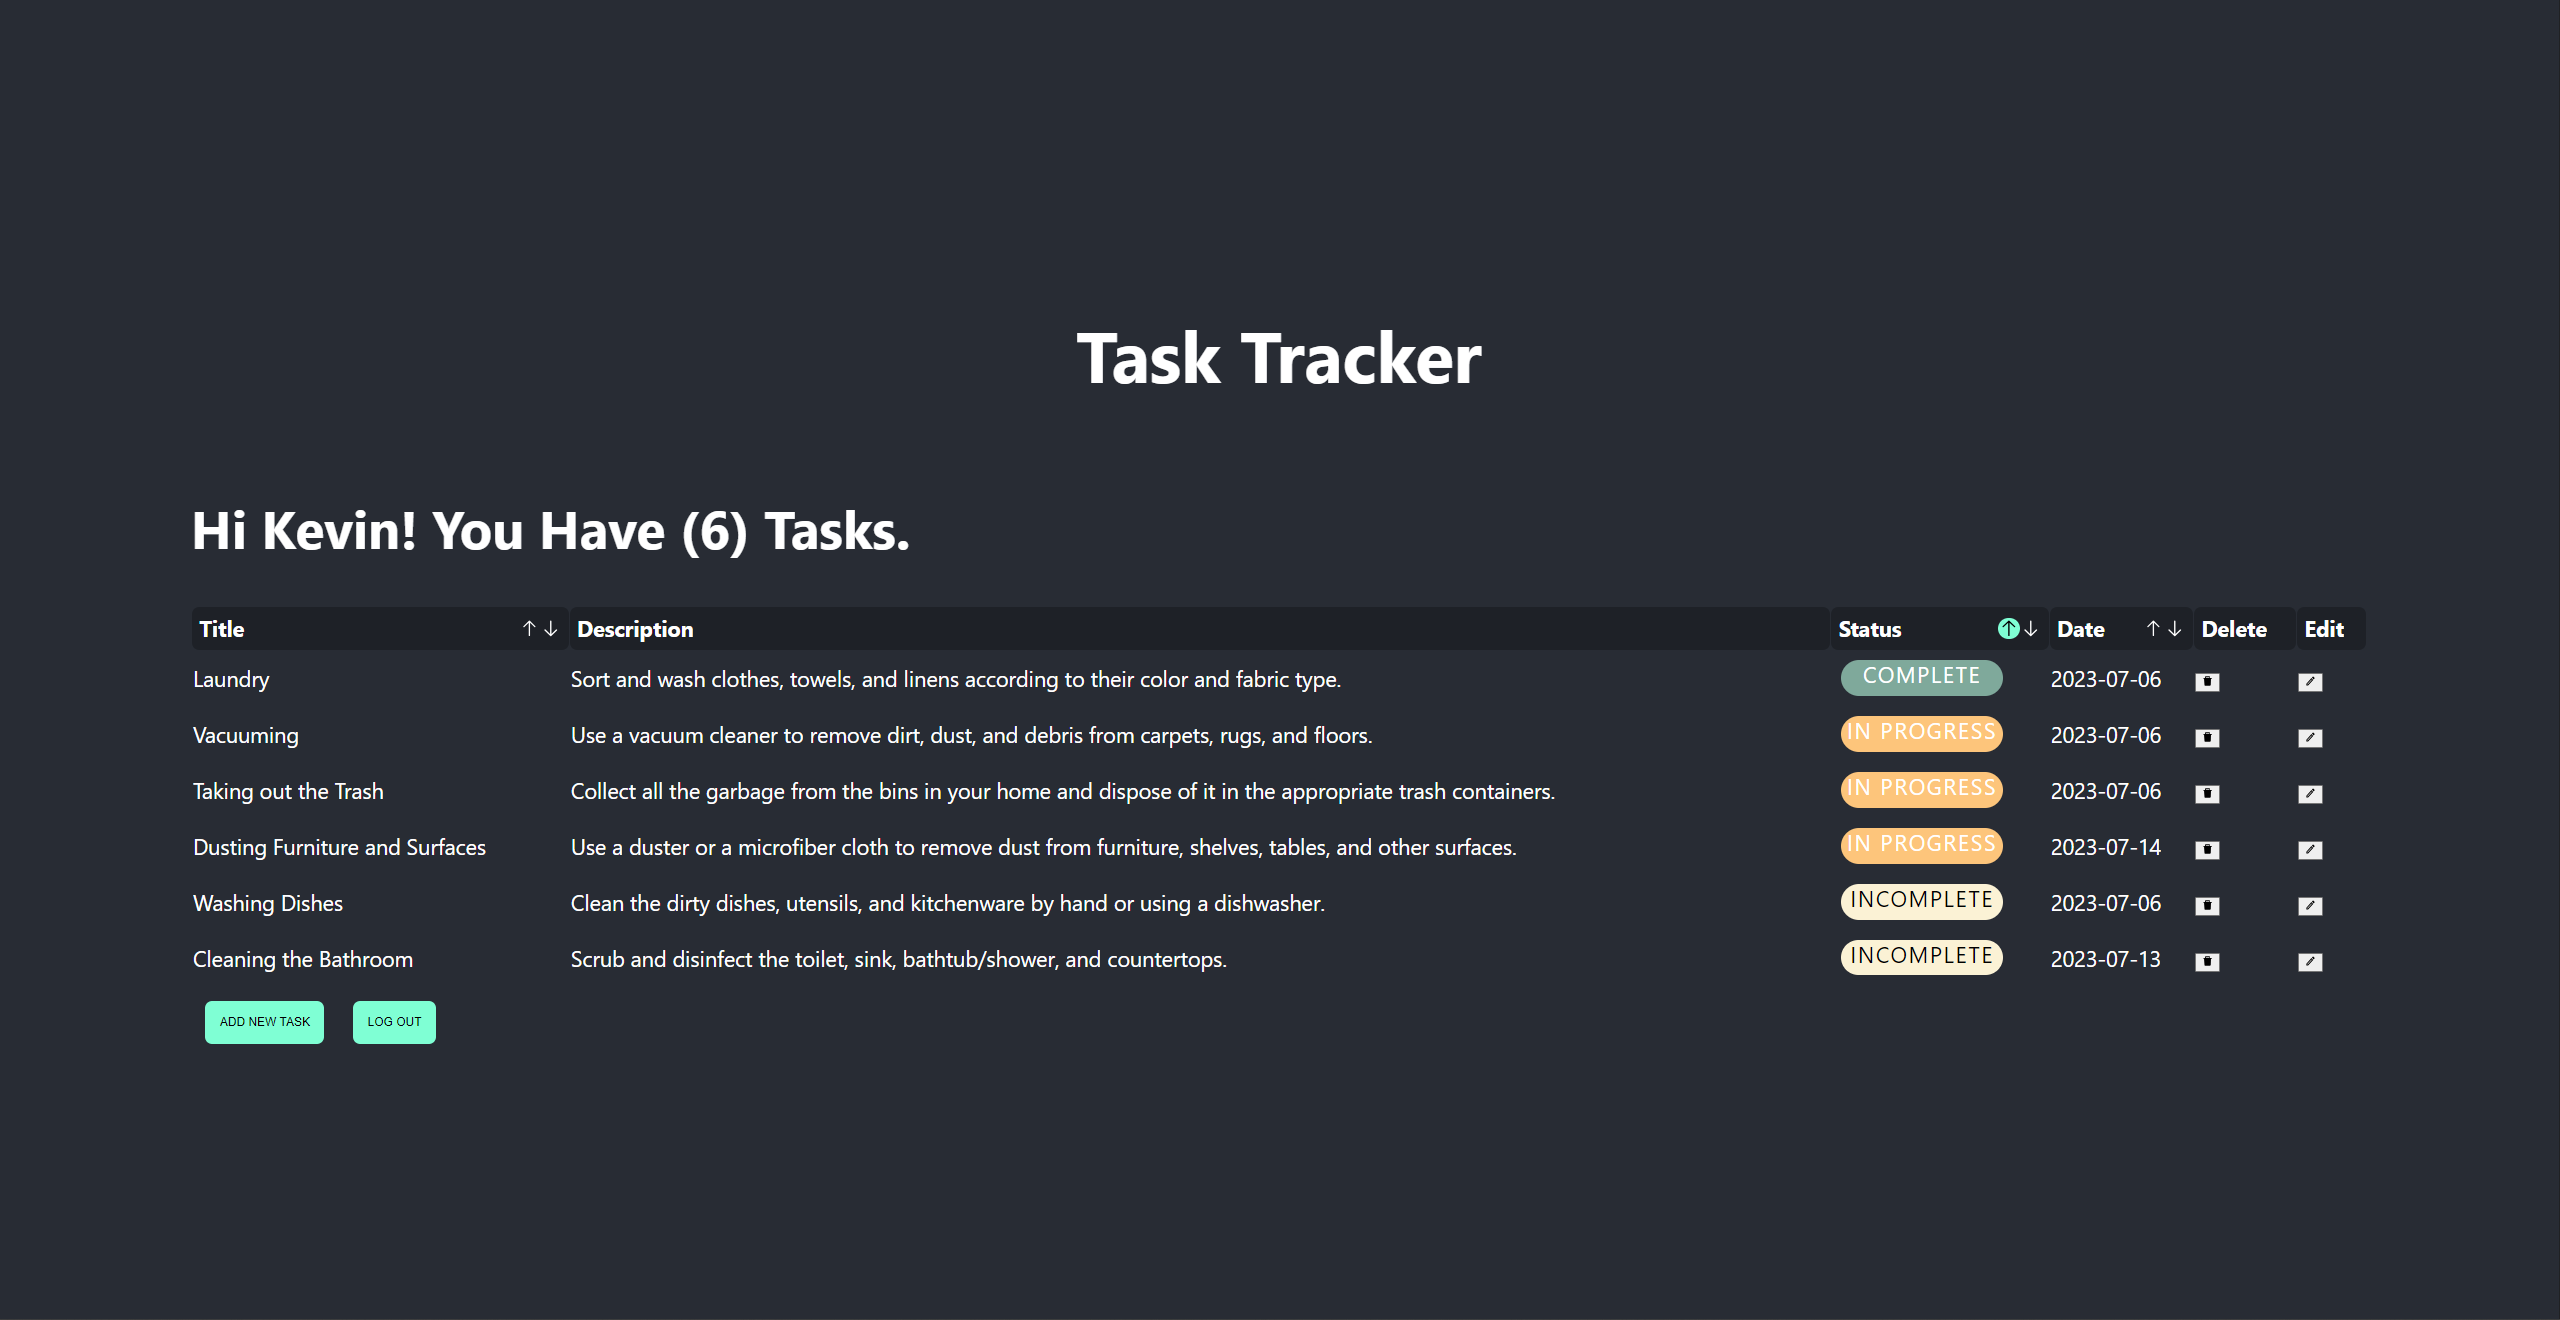 Task Tracker
Hi Kevin! You Have (6) Tasks.
Title ↑ ↓ Description Status ↑ ↓ Date ↑ ↓ Delete Edit
Laundry Sort and wash clothes, towels, and linens according to their color and fabric type. COMPLETE 2023-07-06
Vacuuming Use a vacuum cleaner to remove dirt, dust, and debris from carpets, rugs, and floors. IN PROGRESS 2023-07-06
Taking out the Trash Collect all the garbage from the bins in your home and dispose of it in the appropriate trash containers. IN PROGRESS 2023-07-06
Dusting Furniture and Surfaces Use a duster or a microfiber cloth to remove dust from furniture, shelves, tables, and other surfaces. IN PROGRESS 2023-07-14
Washing Dishes Clean the dirty dishes, utensils, and kitchenware by hand or using a dishwasher. INCOMPLETE 2023-07-06
Cleaning the Bathroom Scrub and disinfect the toilet, sink, bathtub/shower, and countertops. INCOMPLETE 2023-07-13
ADD NEW TASK LOG OUT